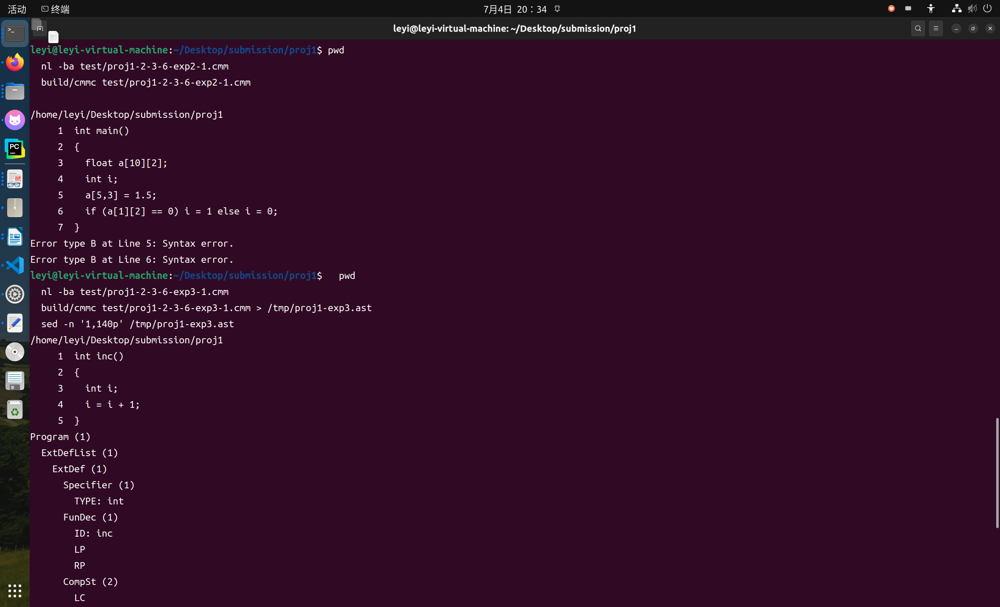 活动 终端 7月4日 20：34
leyi@leyi-virtual-machine: ~/Desktop/submission/proj1
leyi@leyi-virtual-machine:~/Desktop/submission/proj1$ pwd
  nl -ba test/proj1-2-3-6-exp2-1.cmm
  build/cmmc test/proj1-2-3-6-exp2-1.cmm
/home/leyi/Desktop/submission/proj1
     1  int main()
     2  {
     3    float a[10][2];
     4    int i;
     5    a[5,3] = 1.5;
     6    if (a[1][2] == 0) i = 1 else i = 0;
     7  }
Error type B at Line 5: Syntax error.
Error type B at Line 6: Syntax error.
leyi@leyi-virtual-machine:~/Desktop/submission/proj1$   pwd
  nl -ba test/proj1-2-3-6-exp3-1.cmm
  build/cmmc test/proj1-2-3-6-exp3-1.cmm > /tmp/proj1-exp3.ast
  sed -n '1,140p' /tmp/proj1-exp3.ast
/home/leyi/Desktop/submission/proj1
     1  int inc()
     2  {
     3    int i;
     4    i = i + 1;
     5  }
Program (1)
  ExtDefList (1)
    ExtDef (1)
      Specifier (1)
        TYPE: int
      FunDec (1)
        ID: inc
        LP
        RP
      CompSt (2)
        LC
PC